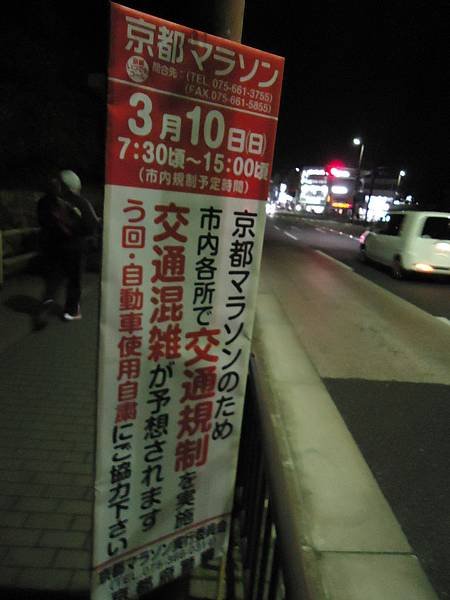 京都マラソン
問合先:(TEL.075-661-3755)
(FAX.075-661-5855)
3月10日(日)
7:30頃~15:00頃
(市内規制予定時間)
京都マラソンのため
市内各所で交通規制を実施
交通混雑が予想されます
う回・自動車使用自粛にご協力下さい
京都マラソン実行委員会